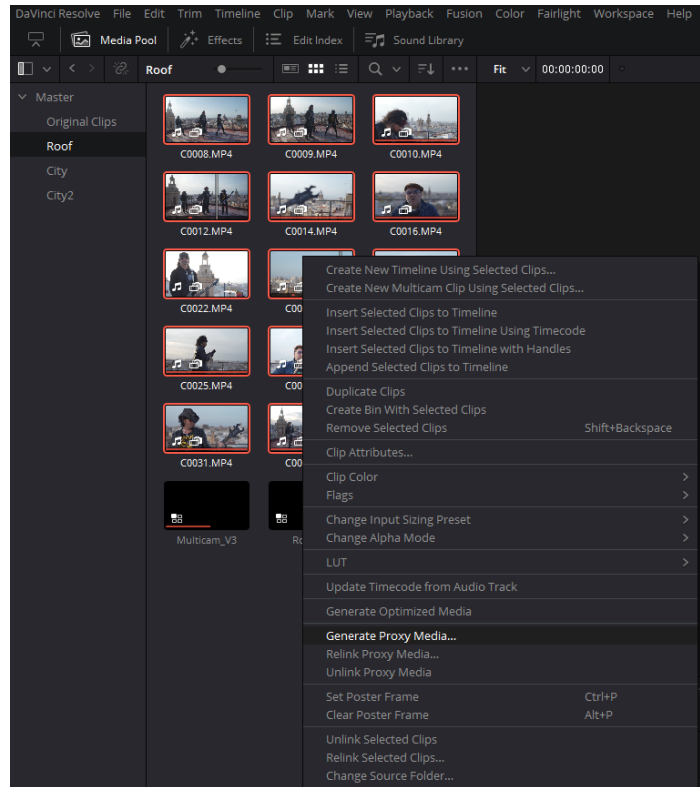 DaVinci Resolve File Edit Trim Timeline Clip Mark View Playback Fusion Color Fairlight Workspace Help
Media Pool Effects Edit Index Sound Library
Roof Fit 00:00:00:00
Master
Original Clips
Roof
City
City2
C0008.MP4 C0009.MP4 C0010.MP4
C0012.MP4 C0014.MP4 C0016.MP4
C0022.MP4 C00
C0025.MP4 C00
C0031.MP4 C00
Multicam_V3 Ro
Create New Timeline Using Selected Clips...
Create New Multicam Clip Using Selected Clips...
Insert Selected Clips to Timeline
Insert Selected Clips to Timeline Using Timecode
Insert Selected Clips to Timeline with Handles
Append Selected Clips to Timeline
Duplicate Clips
Create Bin With Selected Clips
Remove Selected Clips Shift+Backspace
Clip Attributes...
Clip Color
Flags
Change Input Sizing Preset
Change Alpha Mode
LUT
Update Timecode from Audio Track
Generate Optimized Media
Generate Proxy Media...
Relink Proxy Media...
Unlink Proxy Media
Set Poster Frame Ctrl+P
Clear Poster Frame Alt+P
Unlink Selected Clips
Relink Selected Clips...
Change Source Folder...